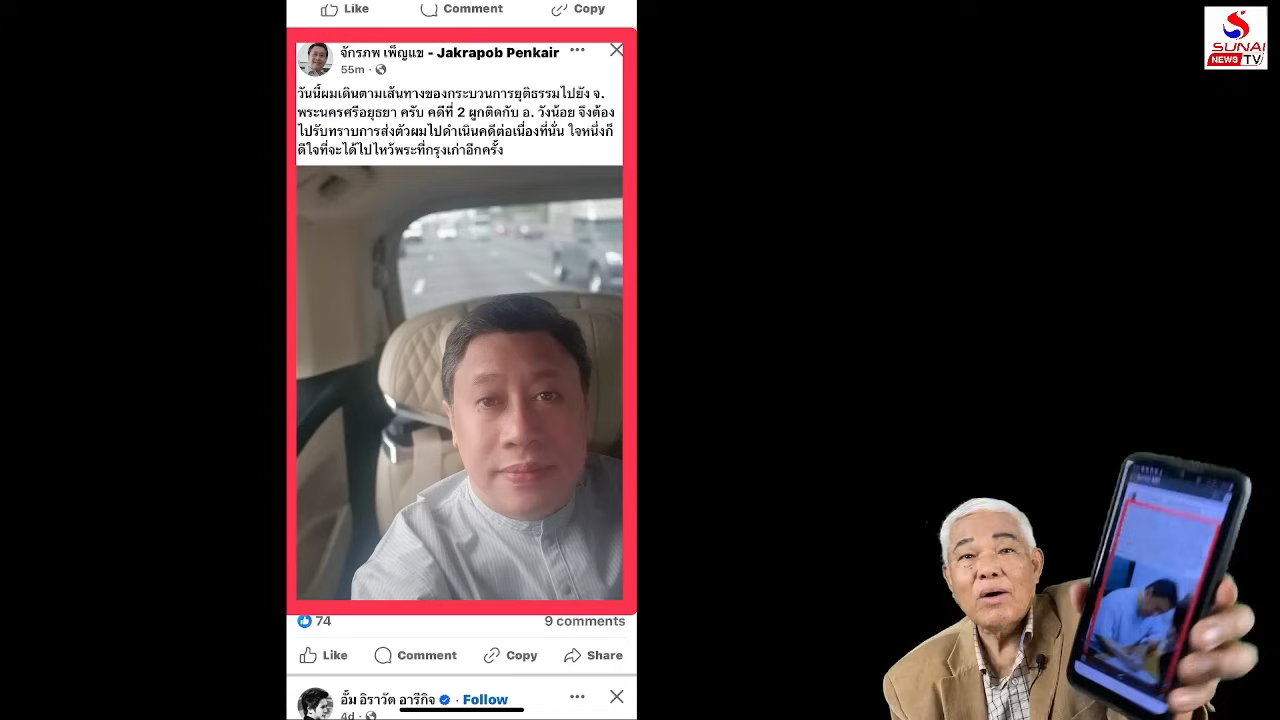 Like Comment Copy
SUNAI
NEWS TV
จักรภพ เพ็ญแข - Jakrapob Penkair
55m
วันนี้ผมเดินตามเส้นทางของกระบวนการยุติธรรมไปยัง จ.
พระนครศรีอยุธยา ครับ คดีที่ 2 ผูกติดกับ อ. วังน้อย จึงต้อง
ไปรับทราบการส่งตัวผมไปดำเนินคดีต่อเนื่องที่นั่น ใจหนึ่งก็
ดีใจที่จะได้ไปไหว้พระที่กรุงเก่าอีกครั้ง
74 9 comments
Like Comment Copy Share
อั้ม อิราวัต อารีกิจ · Follow
4d